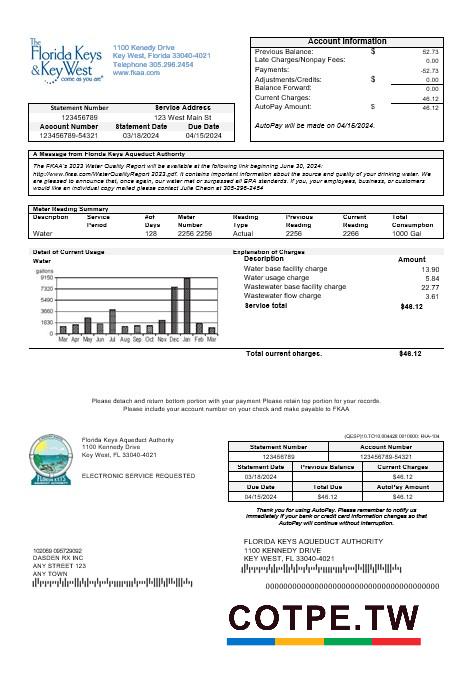 The
Florida Keys
& Key West
come as you are®
1100 Kenedy Drive
Key West, Florida 33040-4021
Telephone 305.296.2454
www.fkaa.com
Account Information
Previous Balance: $ 52.73
Late Charges/Nonpay Fees: 0.00
Payments: -52.73
Adjustments/Credits: $ 0.00
Balance Forward: 0.00
Current Charges: 46.12
AutoPay Amount: $ 46.12
AutoPay will be made on 04/15/2024.
Statement Number Service Address
123456789 123 West Main St
Account Number Statement Date Due Date
123456789-54321 03/18/2024 04/15/2024
A Message from Florida Keys Aqueduct Authority
The FKAA's 2023 Water Quality Report will be available at the following link beginning June 30, 2024:
http://www.fkaa.com/WaterQualityReport 2023.pdf. It contains important information about the source and quality of your drinking water. We
are pleased to announce that, once again, our water met or surpassed all EPA standards. If you, your employees, business, or customers
would like an individual copy mailed please contact Julie Cheon at 305-296-2454
Meter Reading Summary
Description Service Period #of Days Meter Number Reading Type Previous Reading Current Reading Total Consumption
Water 128 2256 2256 Actual 2256 2266 1000 Gal
Detail of Current Usage
Water
gallons
9150
7320
5490
3660
1830
0
Mar Apr May Jun Jul Aug Sep Oct Nov Dec Jan Feb Mar
Explanation of Charges
Description Amount
Water base facility charge 13.90
Water usage charge 5.84
Wastewater base facility charge 22.77
Wastewater flow charge 3.61
Service total $46.12
Total current charges. $46.12
Please detach and return bottom portion with your payment Please retain top portion for your records.
Please include your account number on your check and make payable to FKAA
Florida Keys Aqueduct Authority
1100 Kennedy Drive
Key West, FL 33040-4021
ELECTRONIC SERVICE REQUESTED
Statement Number Account Number
123456789 123456789-54321
Statement Date Previous Balance Current Charges
03/18/2024 $46.12
Due Date Total Due AutoPay Amount
04/15/2024 $46.12 $46.12
Thank you for using AutoPay. Please remember to notify us
immediately if your bank or credit card information changes so that
AutoPay will continue without interruption.
102069 095729092
DASDEN RX INC
ANY STREET 123
ANY TOWN
FLORIDA KEYS AQUEDUCT AUTHORITY
1100 KENNEDY DRIVE
KEY WEST, FL 33040-4021
COTPE.TW